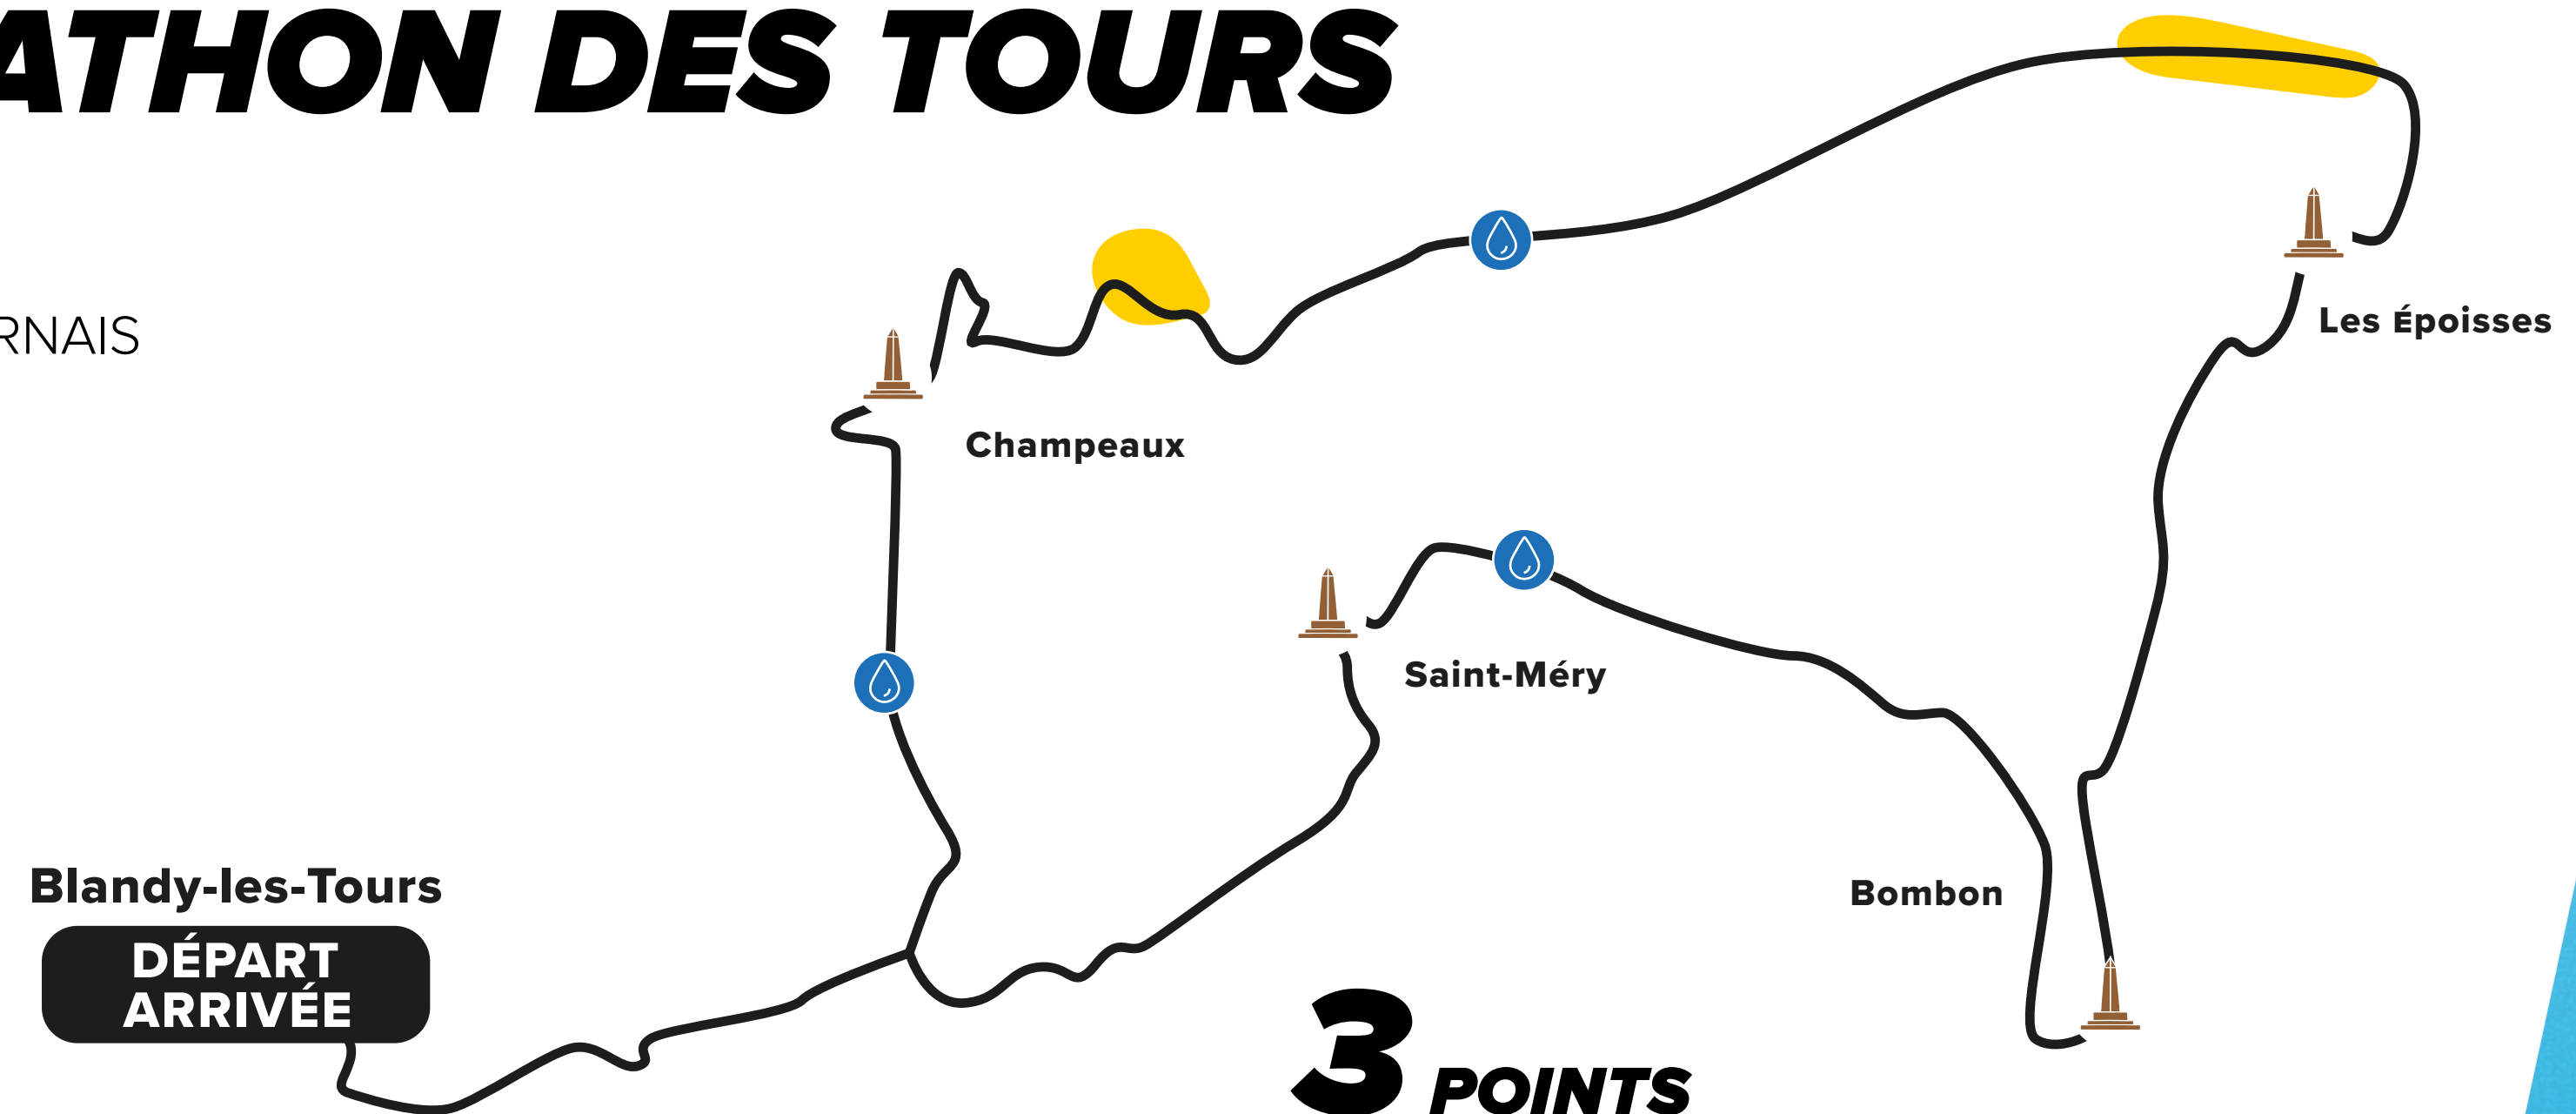 ATHON DES TOURS
RNAIS
Les Époisses
Champeaux
Saint-Méry
Blandy-les-Tours
DÉPART
ARRIVÉE
Bombon
3 POINTS